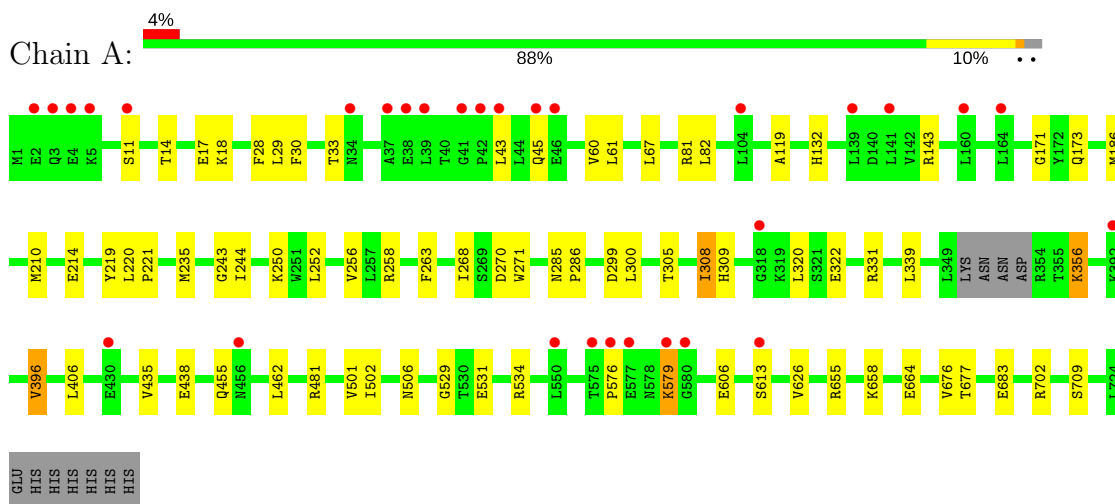 4%
Chain A:
88% 10% • •
M1 E2 Q3 E4 K5 S11 T14 E17 K18 F28 L29 F30 T33 N34 A37 E38 L39 T40 G41 P42 L43 L44 Q45 E46 V60 L61 L67 R81 L82 L104 A119 H132 L139 D140 L141 V142 R143 L160 L164 G171 Y172 Q173 M186
M210 E214 Y219 L220 P221 M235 G243 I244 K250 W251 L252 V256 L257 R258 F263 I268 S269 D270 W271 N285 P286 D299 L300 T305 I308 H309 G318 K319 L320 S321 E322 R331 L339 L349 LYS ASN ASN ASP R354 T355 K356 K392
V396 L406 E430 V435 E438 Q455 N456 L462 R481 V501 I502 N506 G529 T530 E531 R534 L550 T575 P576 E577 N578 K579 G580 E606 S613 V626 R655 K658 E664 V676 T677 E683 R702 S709 L724
GLU HIS HIS HIS HIS HIS HIS